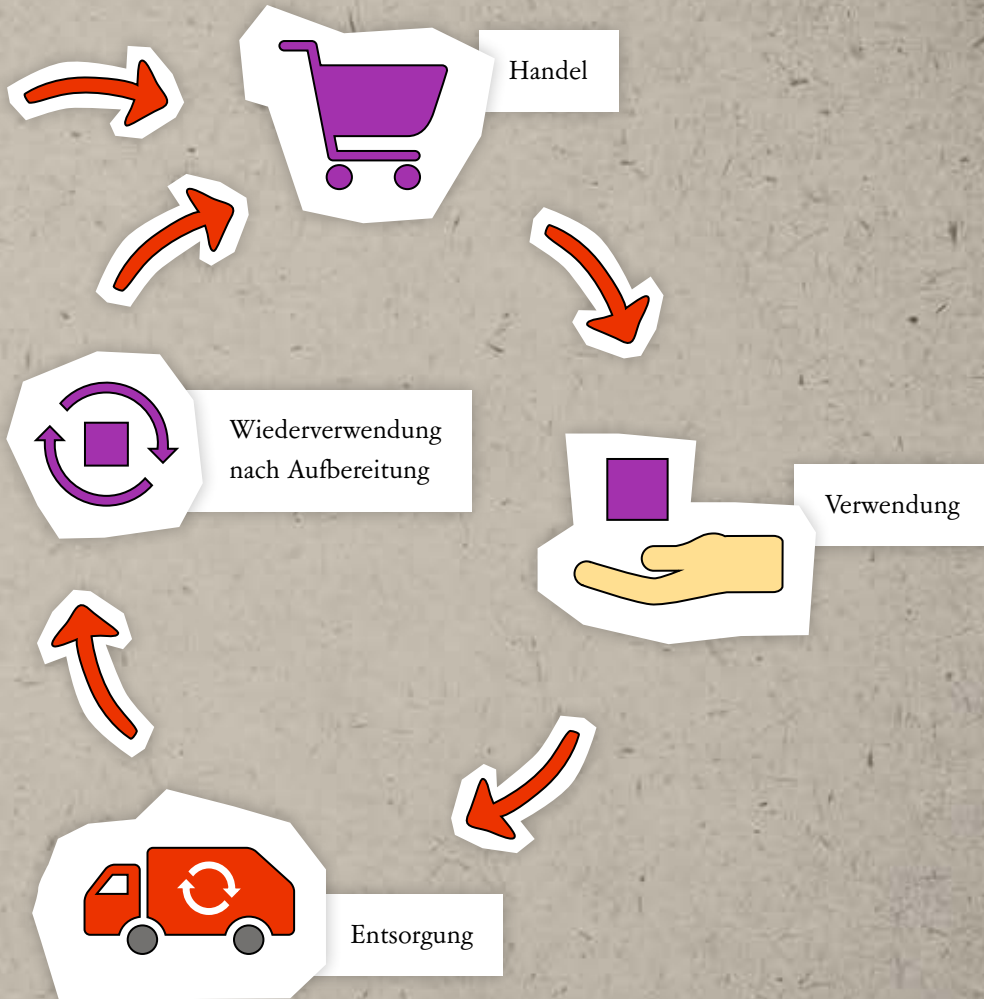 Handel
Wiederverwendung
nach Aufbereitung
Verwendung
Entsorgung